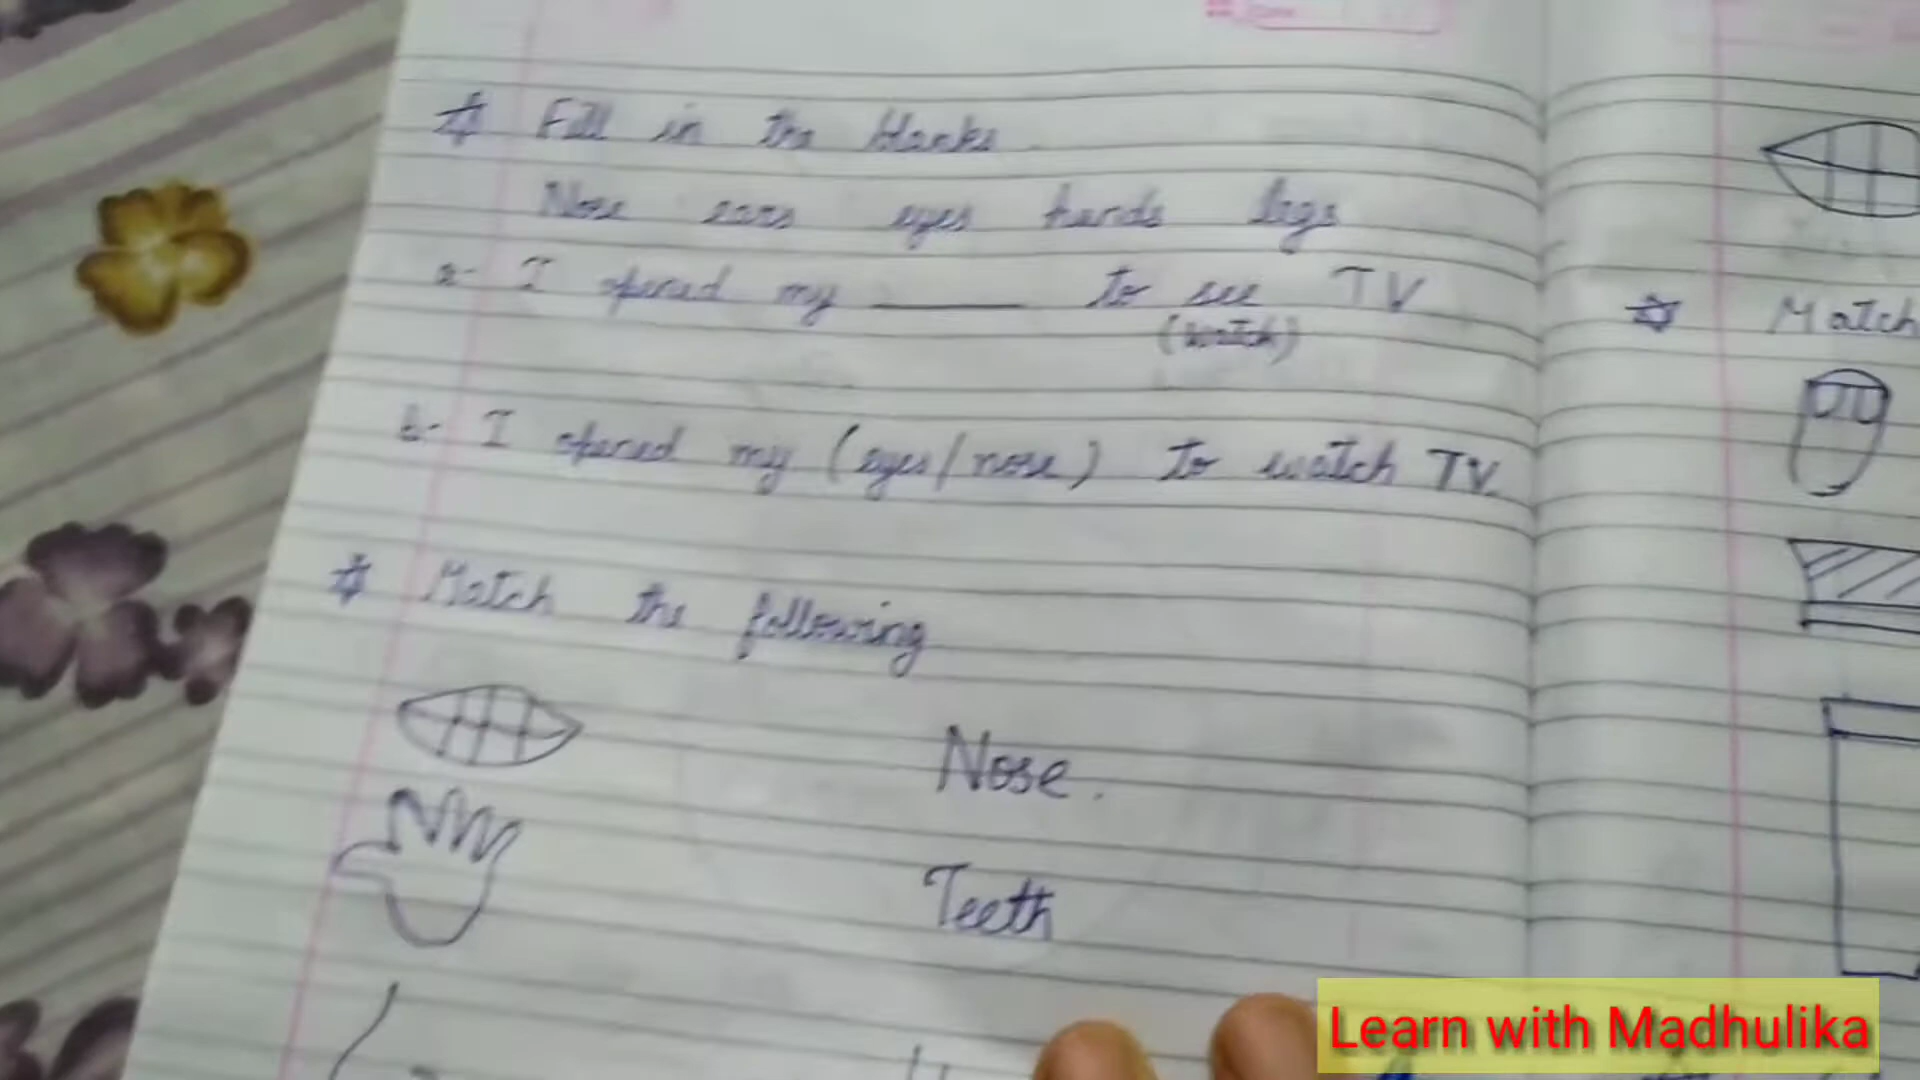 Fill in the blanks
Nose ears eyes hands legs
a- I opened my ______ to see TV
(watch)
b- I opened my (eyes/nose) to watch TV.
Match the following
Nose.
Teeth
Match
Learn with Madhulika